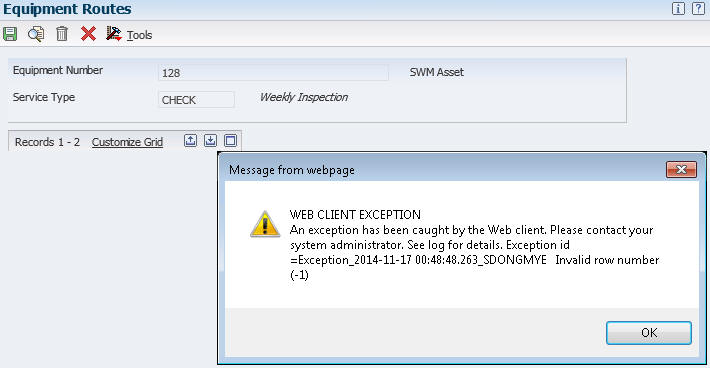 Equipment Routes
i ?
Tools
Equipment Number 128 SWM Asset
Service Type CHECK Weekly Inspection
Records 1 - 2 Customize Grid
Message from webpage
WEB CLIENT EXCEPTION
An exception has been caught by the Web client. Please contact your
system administrator. See log for details. Exception id
=Exception_2014-11-17 00:48:48.263_SDONGMYE Invalid row number
(-1)
OK